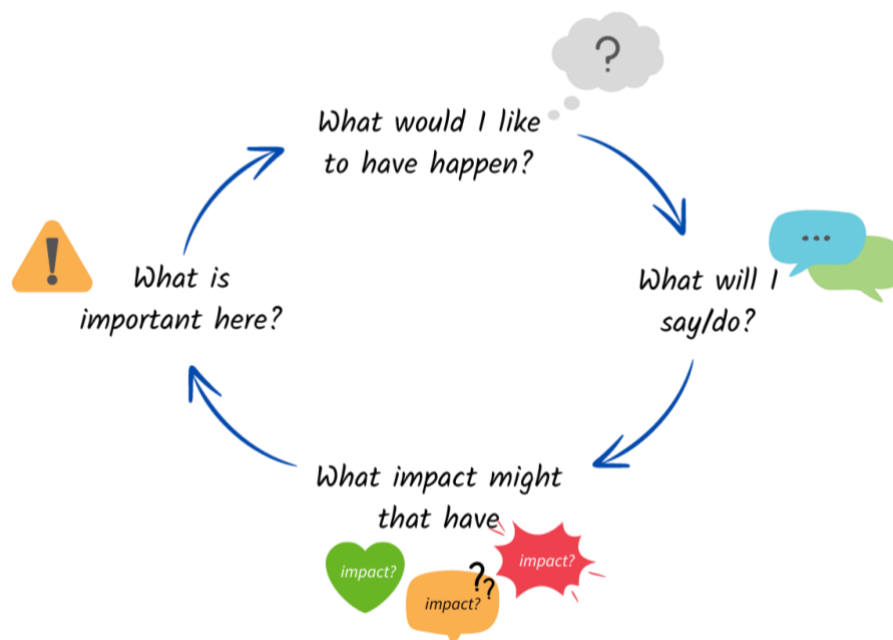 ?
What would I like
to have happen?
!
...
What is
important here?
What will I
say/do?
What impact might
that have
impact?
impact?
??
impact?